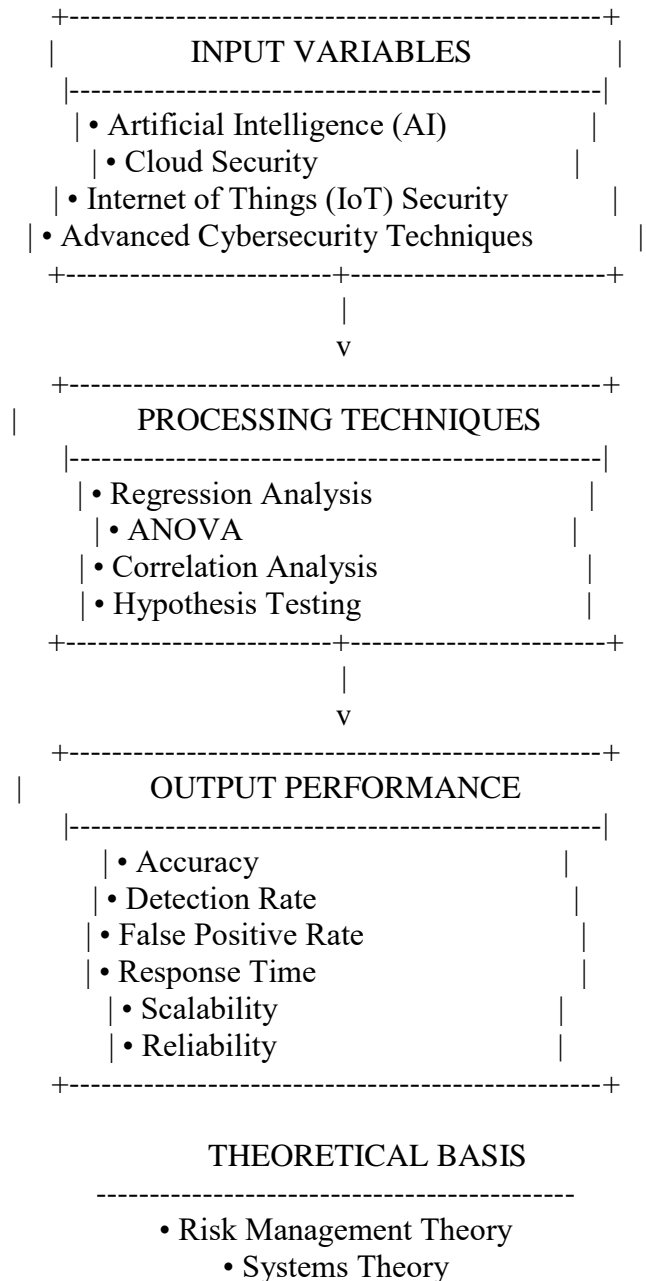 +--------------------------------------------------+
| INPUT VARIABLES |
|--------------------------------------------------|
| • Artificial Intelligence (AI) |
| • Cloud Security |
| • Internet of Things (IoT) Security |
| • Advanced Cybersecurity Techniques |
+-------------------------+------------------------+
|
v
+--------------------------------------------------+
| PROCESSING TECHNIQUES
|--------------------------------------------------|
| • Regression Analysis |
| • ANOVA |
| • Correlation Analysis |
| • Hypothesis Testing |
+-------------------------+------------------------+
|
v
+--------------------------------------------------+
| OUTPUT PERFORMANCE
|--------------------------------------------------|
| • Accuracy |
| • Detection Rate |
| • False Positive Rate |
| • Response Time |
| • Scalability |
| • Reliability |
+--------------------------------------------------+
THEORETICAL BASIS
---------------------------------------------
• Risk Management Theory
• Systems Theory